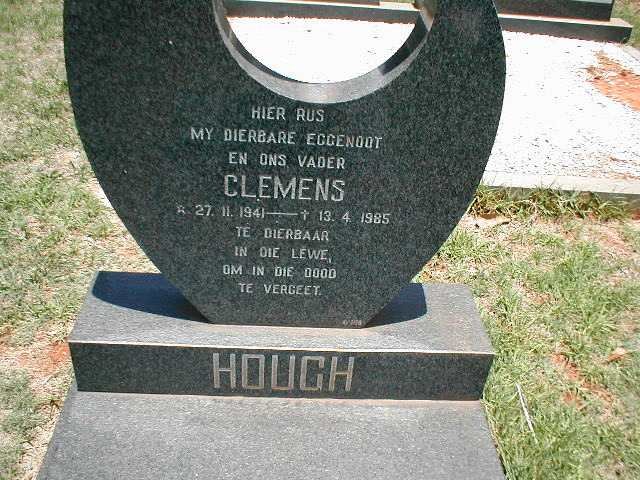 HIER RUS
MY DIERBARE EGGENOOT
EN ONS VADER
CLEMENS
* 27. 11. 1941 — † 13. 4. 1985
TE DIERBAAR
IN DIE LEWE,
OM IN DIE DOOD
TE VERGEET.
HOUGH